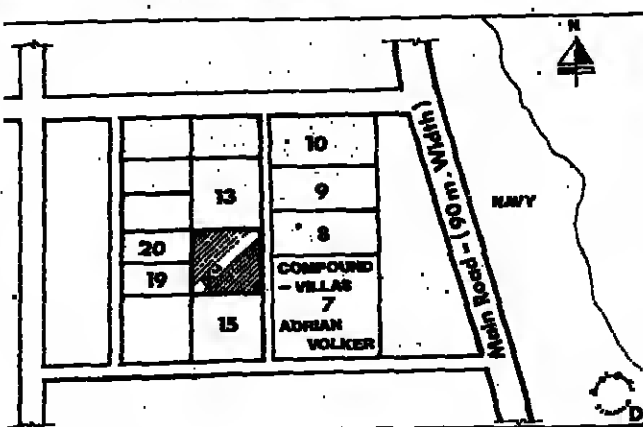 N
10
Main Road - (90 m. Width)
13
9
NAVY
20
8
19
COMPOUND
- VILLAS
7
15
ADRIAN
VOLKER
D